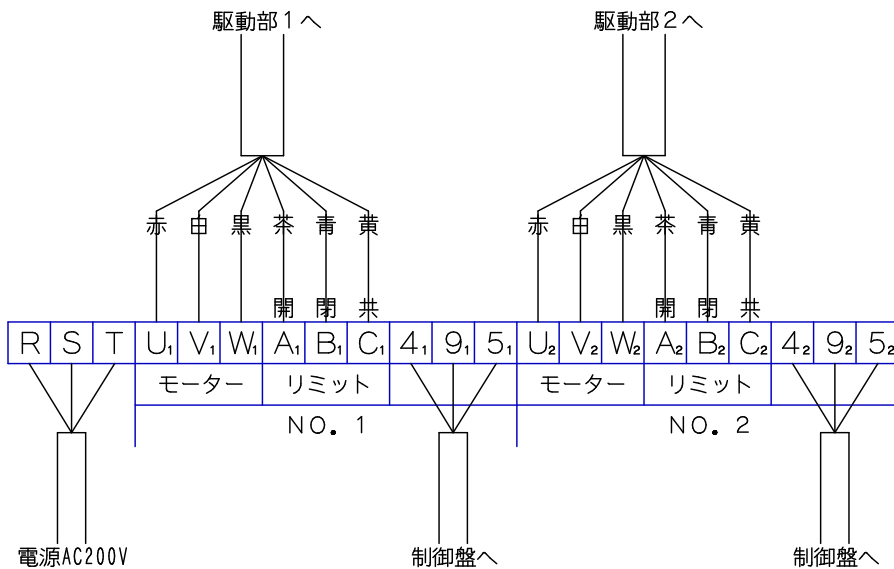 駆動部1へ 駆動部2へ
赤 白 黒 茶 青 黄 赤 白 黒 茶 青 黄
開 閉 共 開 閉 共
R S T U₁ V₁ W₁ A₁ B₁ C₁ 4₁ 9₁ 5₁ U₂ V₂ W₂ A₂ B₂ C₂ 4₂ 9₂ 5₂
モーター リミット モーター リミット
NO. 1 NO. 2
電源AC200V 制御盤へ 制御盤へ